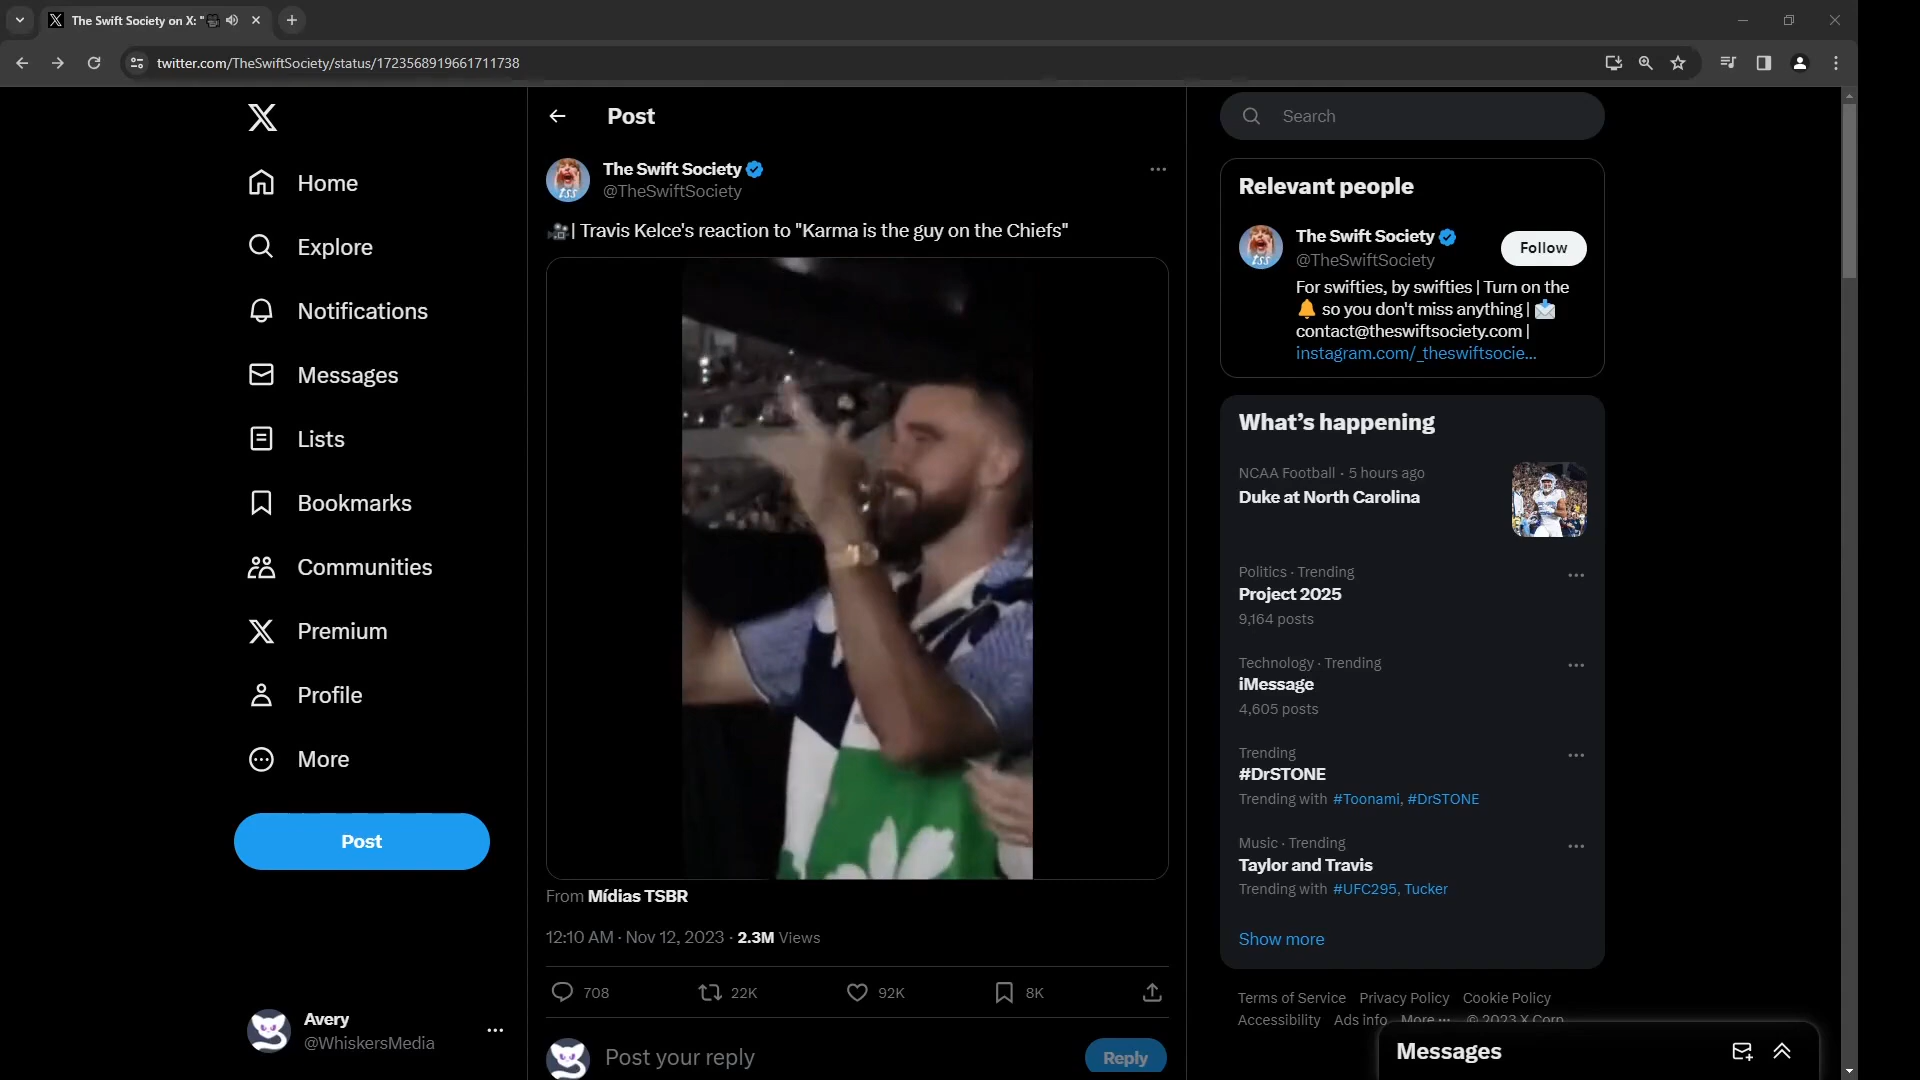 The Swift Society on X: "
twitter.com/TheSwiftSociety/status/1723568919661711738
Home
Explore
Notifications
Messages
Lists
Bookmarks
Communities
Premium
Profile
More
Post
Avery
@WhiskersMedia
Post
The Swift Society
@TheSwiftSociety
🎥| Travis Kelce's reaction to "Karma is the guy on the Chiefs"
From Mídias TSBR
12:10 AM · Nov 12, 2023 · 2.3M Views
708 22K 92K 8K
Post your reply
Reply
Search
Relevant people
The Swift Society
@TheSwiftSociety
Follow
For swifties, by swifties | Turn on the
🔔 so you don't miss anything | 📩
contact@theswiftsociety.com |
instagram.com/_theswiftsocie...
What's happening
NCAA Football · 5 hours ago
Duke at North Carolina
Politics · Trending
Project 2025
9,164 posts
Technology · Trending
iMessage
4,605 posts
Trending
#DrSTONE
Trending with #Toonami, #DrSTONE
Music · Trending
Taylor and Travis
Trending with #UFC295, Tucker
Show more
Terms of Service Privacy Policy Cookie Policy
Accessibility Ads info More ... © 2023 X Corp.
Messages